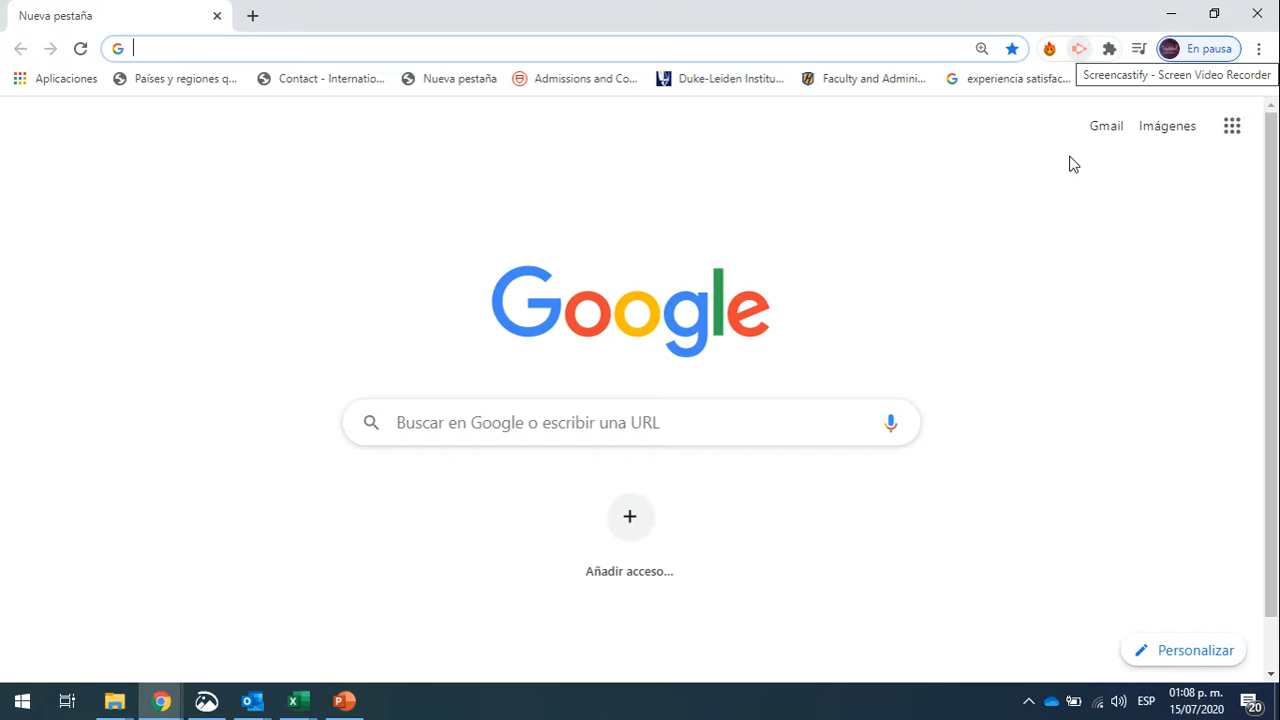 Nueva pestaña
En pausa
Aplicaciones
Países y regiones q...
Contact - Internatio...
Nueva pestaña
Admissions and Co...
Duke-Leiden Institu...
Faculty and Admini...
experiencia satisfac...
Screencastify - Screen Video Recorder
Gmail
Imágenes
Google
Buscar en Google o escribir una URL
Añadir acceso...
Personalizar
ESP
01:08 p. m.
15/07/2020
20